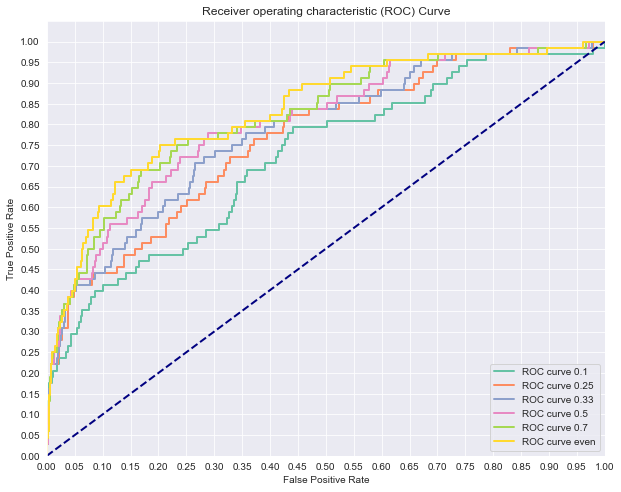 Receiver operating characteristic (ROC) Curve
True Positive Rate
1.00
0.95
0.90
0.85
0.80
0.75
0.70
0.65
0.60
0.55
0.50
0.45
0.40
0.35
0.30
0.25
0.20
0.15
0.10
0.05
0.00
ROC curve 0.1
ROC curve 0.25
ROC curve 0.33
ROC curve 0.5
ROC curve 0.7
ROC curve even
0.00 0.05 0.10 0.15 0.20 0.25 0.30 0.35 0.40 0.45 0.50 0.55 0.60 0.65 0.70 0.75 0.80 0.85 0.90 0.95 1.00
False Positive Rate